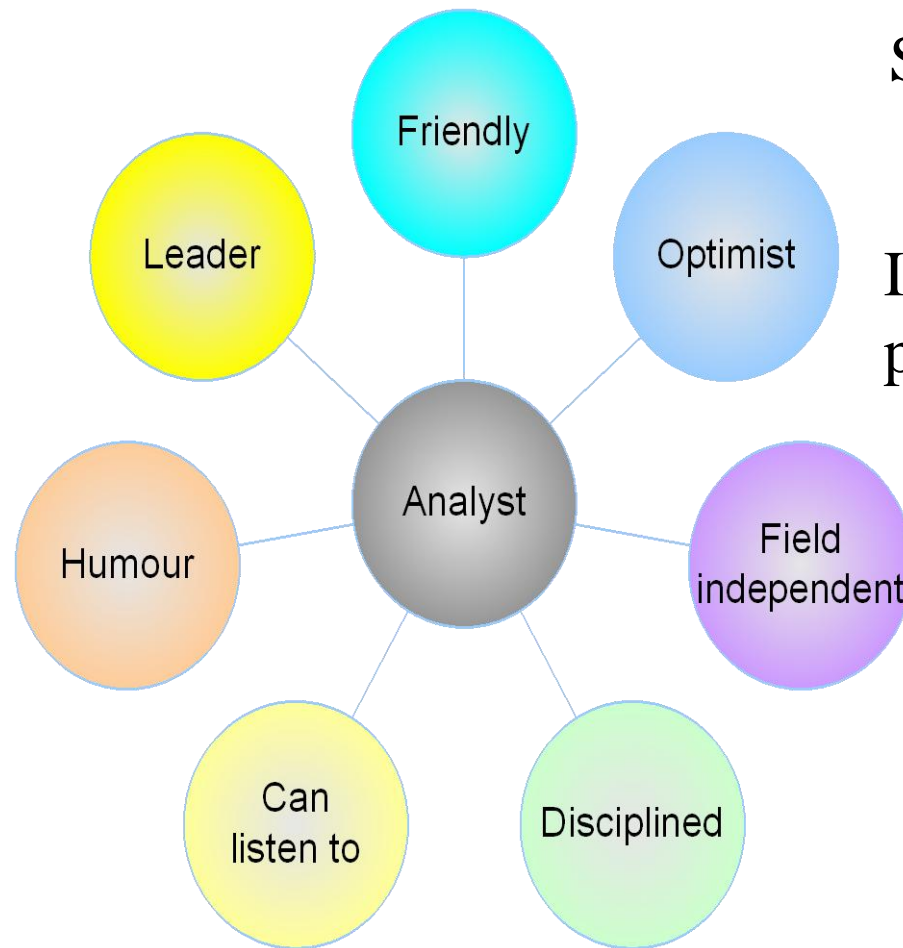 Friendly
Leader
Optimist
Analyst
Humour
Field
independent
Can
listen to
Disciplined